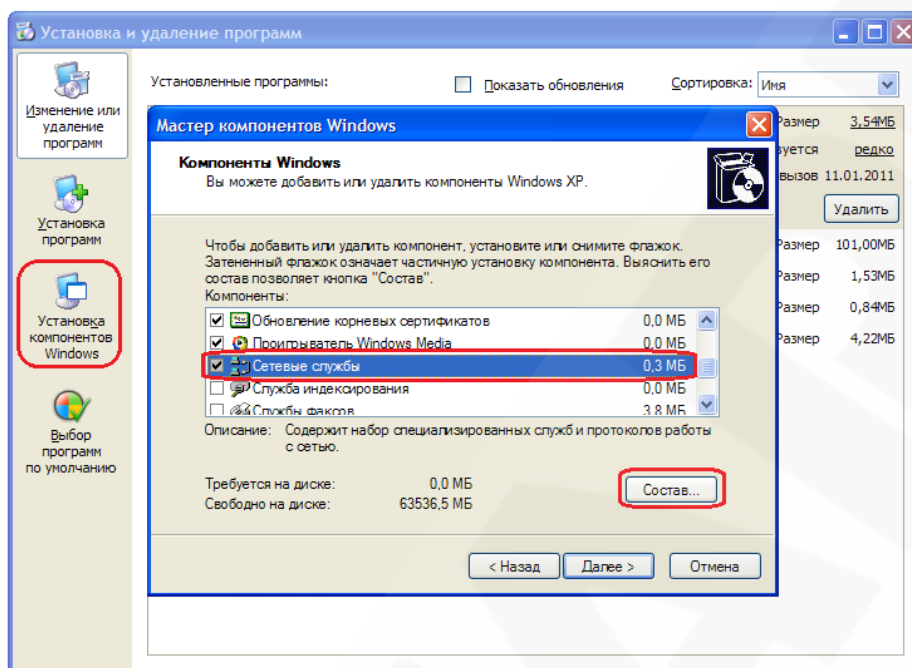 Установка и удаление программ
Изменение или
удаление
программ
Установка
программ
Установка
компонентов
Windows
Выбор
программ
по умолчанию
Установленные программы:
Показать обновления
Сортировка: Имя
Размер 3,54МБ
зуется редко
вызов 11.01.2011
Удалить
Размер 101,00МБ
Размер 1,53МБ
Размер 0,84МБ
Размер 4,22МБ
Мастер компонентов Windows
Компоненты Windows
Вы можете добавить или удалить компоненты Windows XP.
Чтобы добавить или удалить компонент, установите или снимите флажок.
Затененный флажок означает частичную установку компонента. Выяснить его
состав позволяет кнопка "Состав".
Компоненты:
Обновление корневых сертификатов 0,0 МБ
Проигрыватель Windows Media 0,0 МБ
Сетевые службы 0,3 МБ
Служба индексирования 0,0 МБ
Службы факсов 3,8 МБ
Описание: Содержит набор специализированных служб и протоколов работы
с сетью.
Требуется на диске: 0,0 МБ
Свободно на диске: 63536,5 МБ
Состав...
< Назад Далее > Отмена